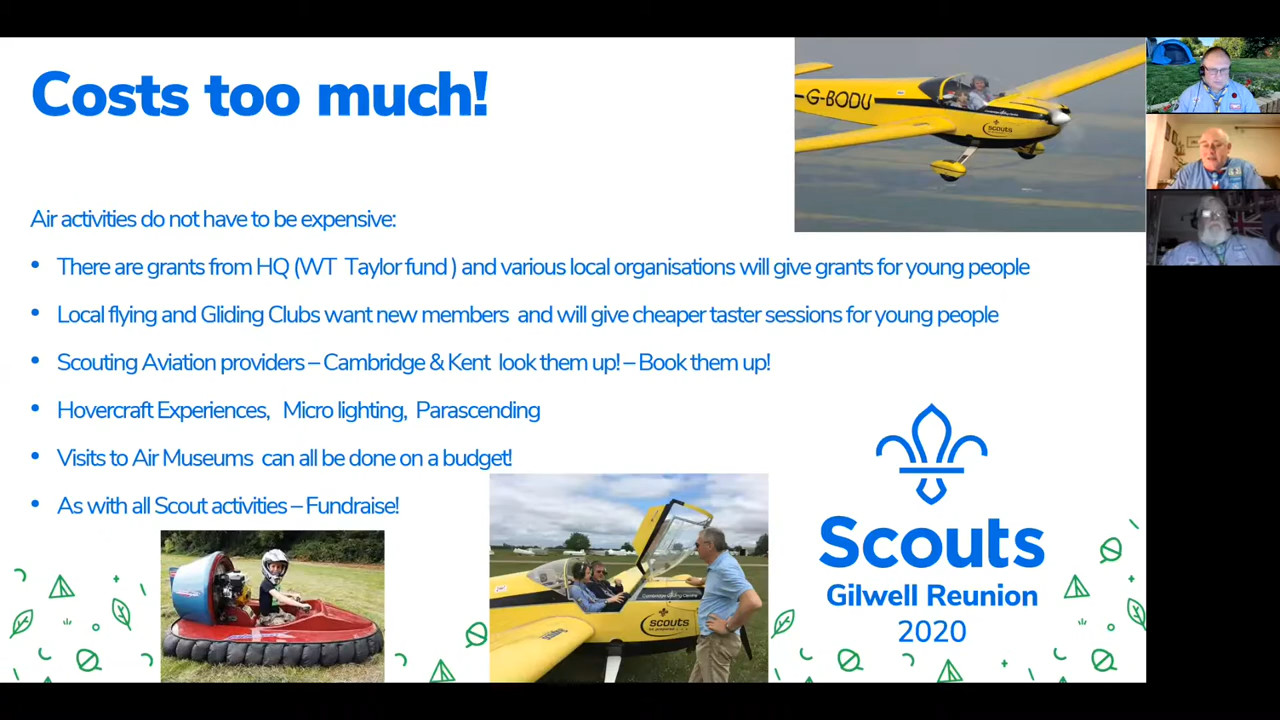 Costs too much!
G-BODU
scouts
Air activities do not have to be expensive:
• There are grants from HQ (WT Taylor fund ) and various local organisations will give grants for young people
• Local flying and Gliding Clubs want new members and will give cheaper taster sessions for young people
• Scouting Aviation providers – Cambridge & Kent look them up! – Book them up!
• Hovercraft Experiences, Micro lighting, Parascending
• Visits to Air Museums can all be done on a budget!
• As with all Scout activities – Fundraise!
Cambridge Gliding Centre
scouts
Scouts
Gilwell Reunion
2020